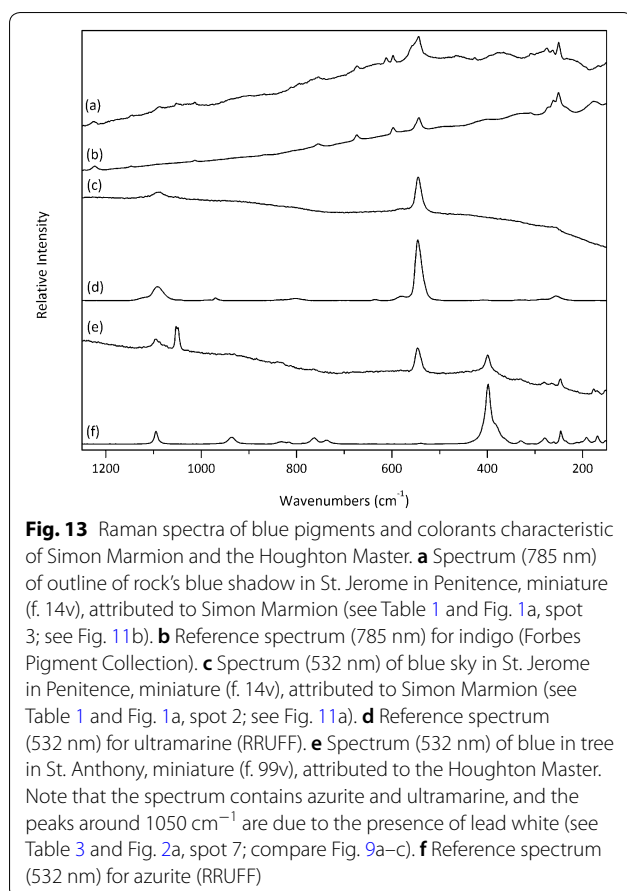 (a)
(b)
(c)
(d)
(e)
(f)
Relative Intensity
1200 1000 800 600 400 200
Wavenumbers (cm⁻¹)
Fig. 13 Raman spectra of blue pigments and colorants characteristic
of Simon Marmion and the Houghton Master. a Spectrum (785 nm)
of outline of rock's blue shadow in St. Jerome in Penitence, miniature
(f. 14v), attributed to Simon Marmion (see Table 1 and Fig. 1a, spot
3; see Fig. 11b). b Reference spectrum (785 nm) for indigo (Forbes
Pigment Collection). c Spectrum (532 nm) of blue sky in St. Jerome
in Penitence, miniature (f. 14v), attributed to Simon Marmion (see
Table 1 and Fig. 1a, spot 2; see Fig. 11a). d Reference spectrum
(532 nm) for ultramarine (RRUFF). e Spectrum (532 nm) of blue in tree
in St. Anthony, miniature (f. 99v), attributed to the Houghton Master.
Note that the spectrum contains azurite and ultramarine, and the
peaks around 1050 cm⁻¹ are due to the presence of lead white (see
Table 3 and Fig. 2a, spot 7; compare Fig. 9a–c). f Reference spectrum
(532 nm) for azurite (RRUFF)